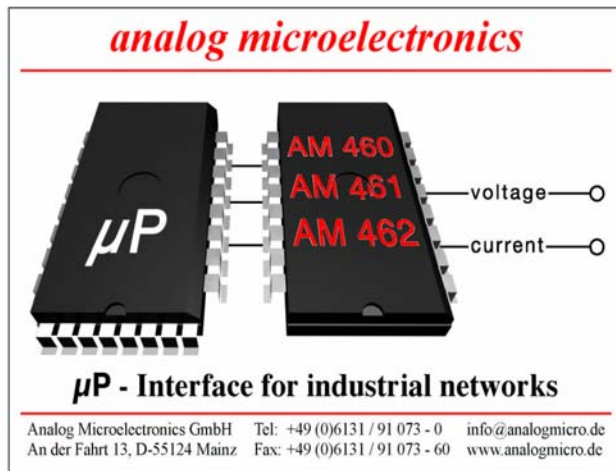 analog microelectronics
AM 460
AM 461
AM 462
µP
voltage
current
µP - Interface for industrial networks
Analog Microelectronics GmbH Tel: +49 (0)6131 / 91 073 - 0 info@analogmicro.de
An der Fahrt 13, D-55124 Mainz Fax: +49 (0)6131 / 91 073 - 60 www.analogmicro.de